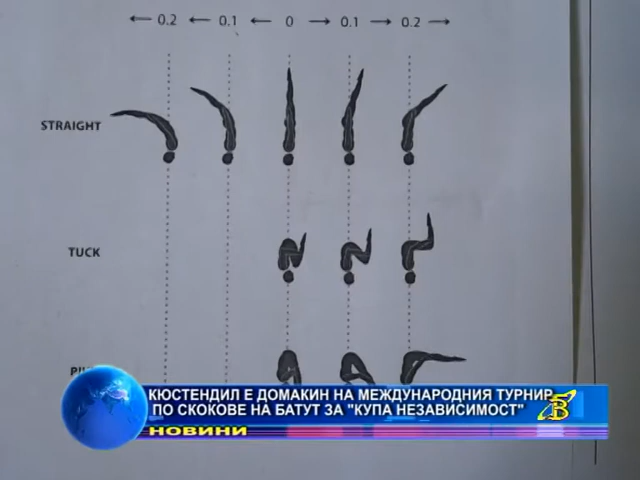 ← 0.2 ← 0.1 ← 0 → 0.1 → 0.2 →
STRAIGHT
TUCK
КЮСТЕНДИЛ Е ДОМАКИН НА МЕЖДУНАРОДНИЯ ТУРНИР
ПО СКОКОВЕ НА БАТУТ ЗА "КУПА НЕЗАВИСИМОСТ"
НОВИНИ